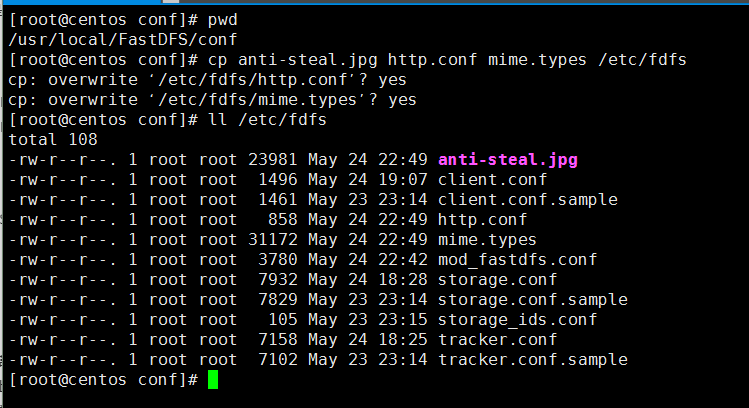 [root@centos conf]# pwd
/usr/local/FastDFS/conf
[root@centos conf]# cp anti-steal.jpg http.conf mime.types /etc/fdfs
cp: overwrite ‘/etc/fdfs/http.conf’? yes
cp: overwrite ‘/etc/fdfs/mime.types’? yes
[root@centos conf]# ll /etc/fdfs
total 108
-rw-r--r--. 1 root root 23981 May 24 22:49 anti-steal.jpg
-rw-r--r--. 1 root root  1496 May 24 19:07 client.conf
-rw-r--r--. 1 root root  1461 May 23 23:14 client.conf.sample
-rw-r--r--. 1 root root   858 May 24 22:49 http.conf
-rw-r--r--. 1 root root 31172 May 24 22:49 mime.types
-rw-r--r--. 1 root root  3780 May 24 22:42 mod_fastdfs.conf
-rw-r--r--. 1 root root  7932 May 24 18:28 storage.conf
-rw-r--r--. 1 root root  7829 May 23 23:14 storage.conf.sample
-rw-r--r--. 1 root root   105 May 23 23:15 storage_ids.conf
-rw-r--r--. 1 root root  7158 May 24 18:25 tracker.conf
-rw-r--r--. 1 root root  7102 May 23 23:14 tracker.conf.sample
[root@centos conf]#